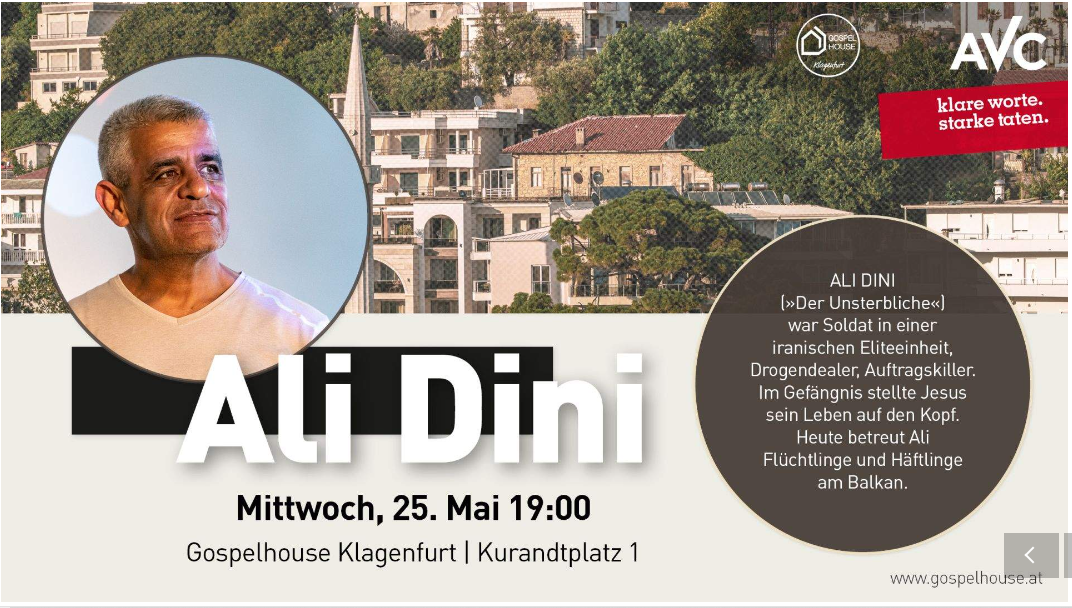 GOSPEL
HOUSE
Klagenfurt
AVC
klare worte.
starke taten.
ALI DINI
(»Der Unsterbliche«)
war Soldat in einer
iranischen Eliteeinheit,
Drogendealer, Auftragskiller.
Im Gefängnis stellte Jesus
sein Leben auf den Kopf.
Heute betreut Ali
Flüchtlinge und Häftlinge
am Balkan.
Ali Dini
Mittwoch, 25. Mai 19:00
Gospelhouse Klagenfurt | Kurandtplatz 1
www.gospelhouse.at